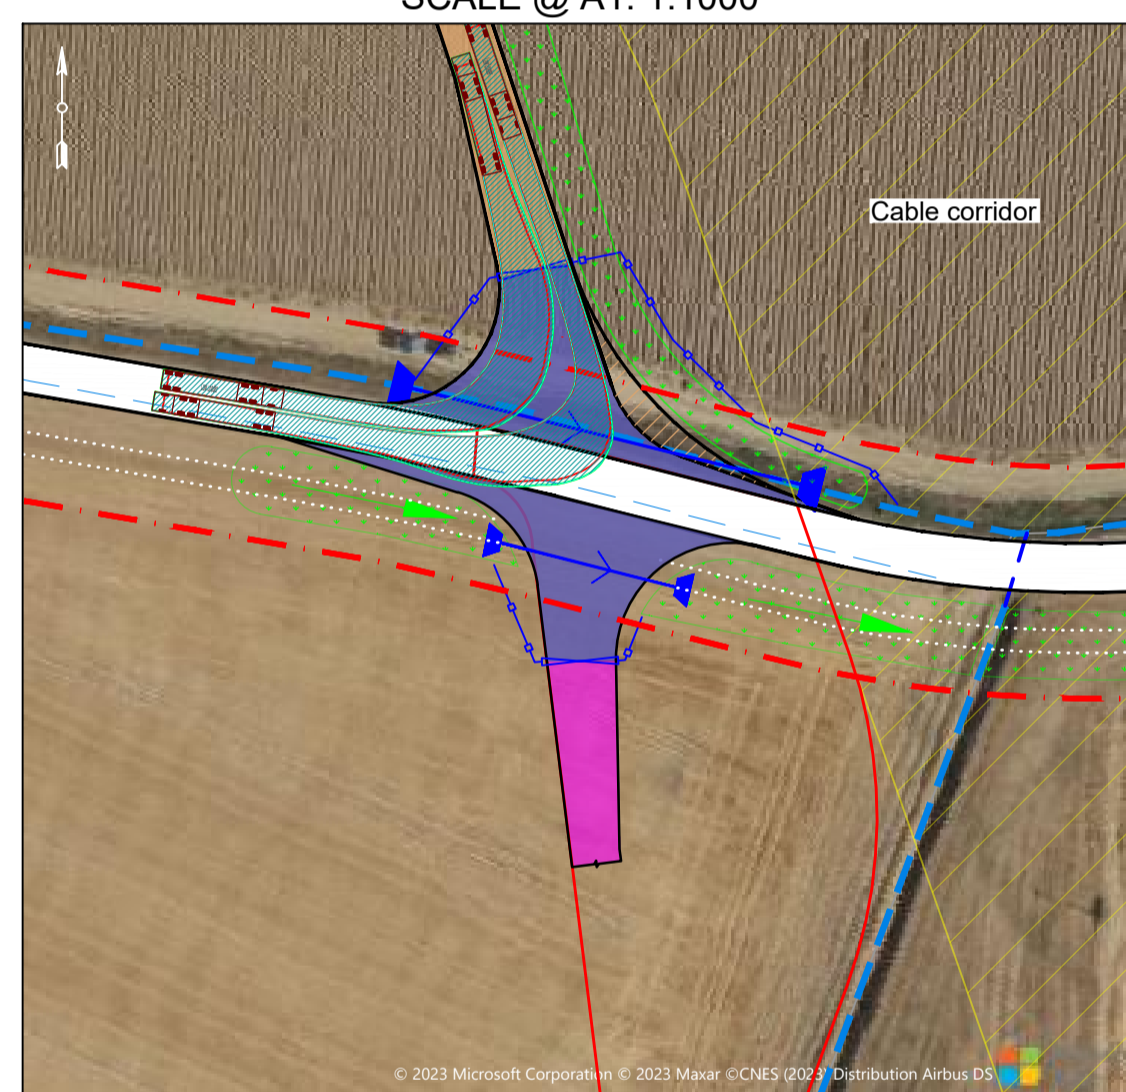 SCALE @ A1: 1:1000
Cable corridor
© 2023 Microsoft Corporation © 2023 Maxar ©CNES (2023) Distribution Airbus DS